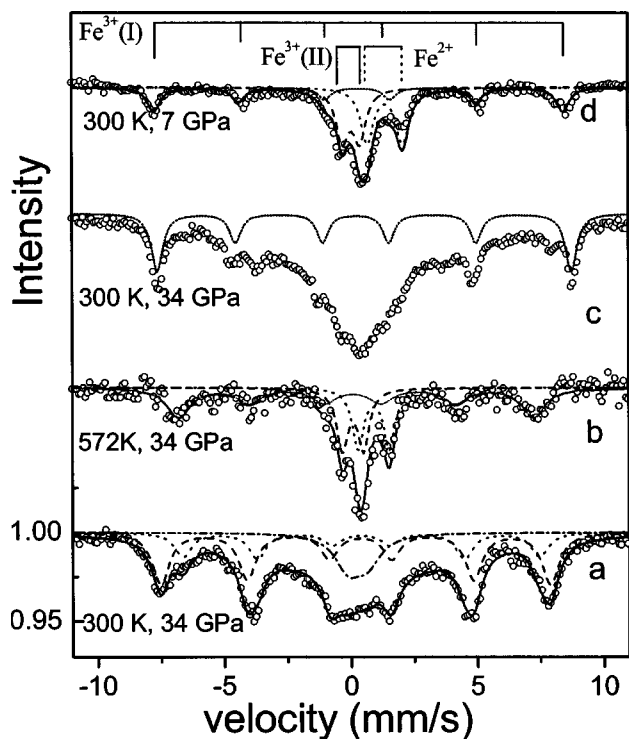 Fe³⁺(I)
Fe³⁺(II) Fe²⁺
300 K, 7 GPa d
300 K, 34 GPa c
572K, 34 GPa b
1.00 a
0.95 300 K, 34 GPa
Intensity
-10 -5 0 5 10
velocity (mm/s)